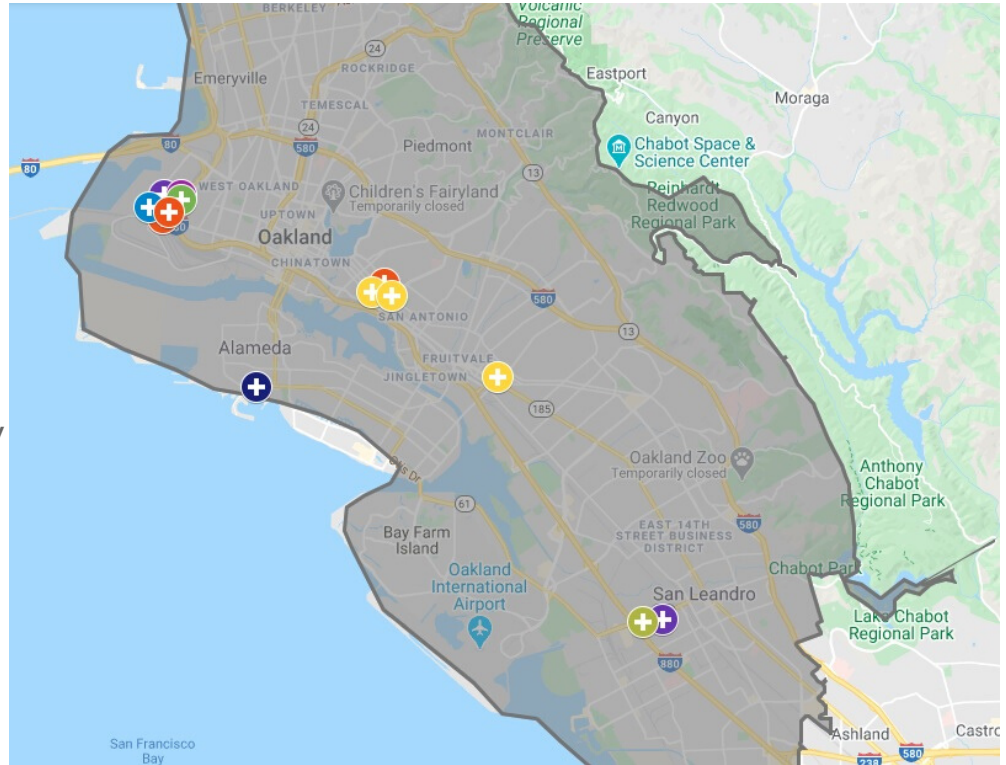 BERKELEY
Volcanic
Regional
Preserve
24
Emeryville
ROCKRIDGE
Eastport
Moraga
TEMESCAL
Canyon
24
80
580
MONTCLAIR
Piedmont
Chabot Space &
Science Center
80
13
WEST OAKLAND
Children's Fairyland
Temporarily closed
Reinhardt
Redwood
Regional Park
UPTOWN
Oakland
CHINATOWN
580
SAN ANTONIO
13
Alameda
FRUITVALE
JINGLETOWN
185
Oakland Zoo
Temporarily closed
Otis Dr
Anthony
Chabot
Regional Park
61
580
Bay Farm
Island
EAST 14TH
STREET BUSINESS
DISTRICT
Oakland
International
Airport
Chabot Park
San Leandro
Lake Chabot
Regional Park
880
San Francisco
Bay
Ashland
Castro
580
238